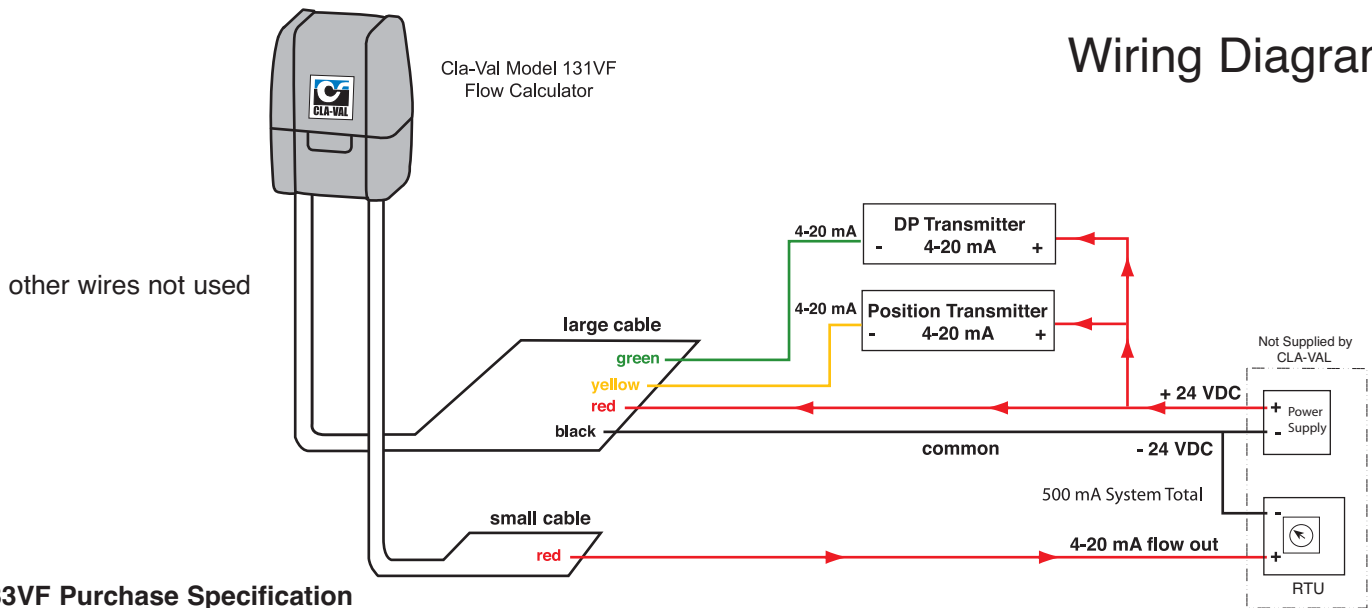 Wiring Diagra
Cla-Val Model 131VF
Flow Calculator
CLA-VAL
other wires not used
large cable
green
yellow
red
black
small cable
red
4-20 mA
DP Transmitter
- 4-20 mA +
4-20 mA
Position Transmitter
- 4-20 mA +
Not Supplied by
CLA-VAL
+ 24 VDC
+ Power
- Supply
common
- 24 VDC
500 mA System Total
-
4-20 mA flow out
+
RTU
3VF Purchase Specification